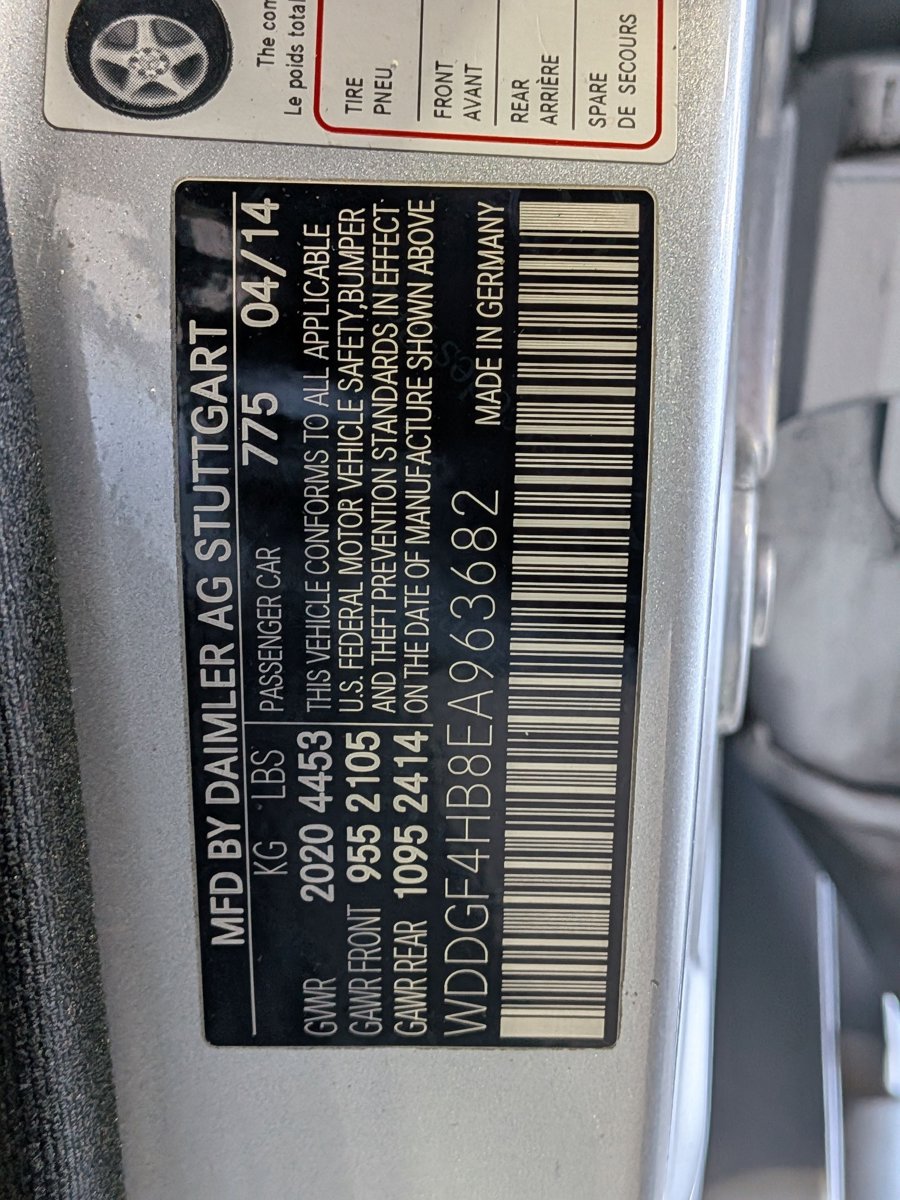 The con
Le poids total
TIRE
PNEU
FRONT
AVANT
REAR
ARRIÈRE
SPARE
DE SECOURS
MFD BY DAIMLER AG STUTTGART
KG LBS PASSENGER CAR 775 04/14
GVWR 2020 4453 THIS VEHICLE CONFORMS TO ALL APPLICABLE
GAWR FRONT 955 2105 U.S. FEDERAL MOTOR VEHICLE SAFETY,BUMPER
GAWR REAR 1095 2414 AND THEFT PREVENTION STANDARDS IN EFFECT
ON THE DATE OF MANUFACTURE SHOWN ABOVE
WDDGF4HB8EA963682 MADE IN GERMANY